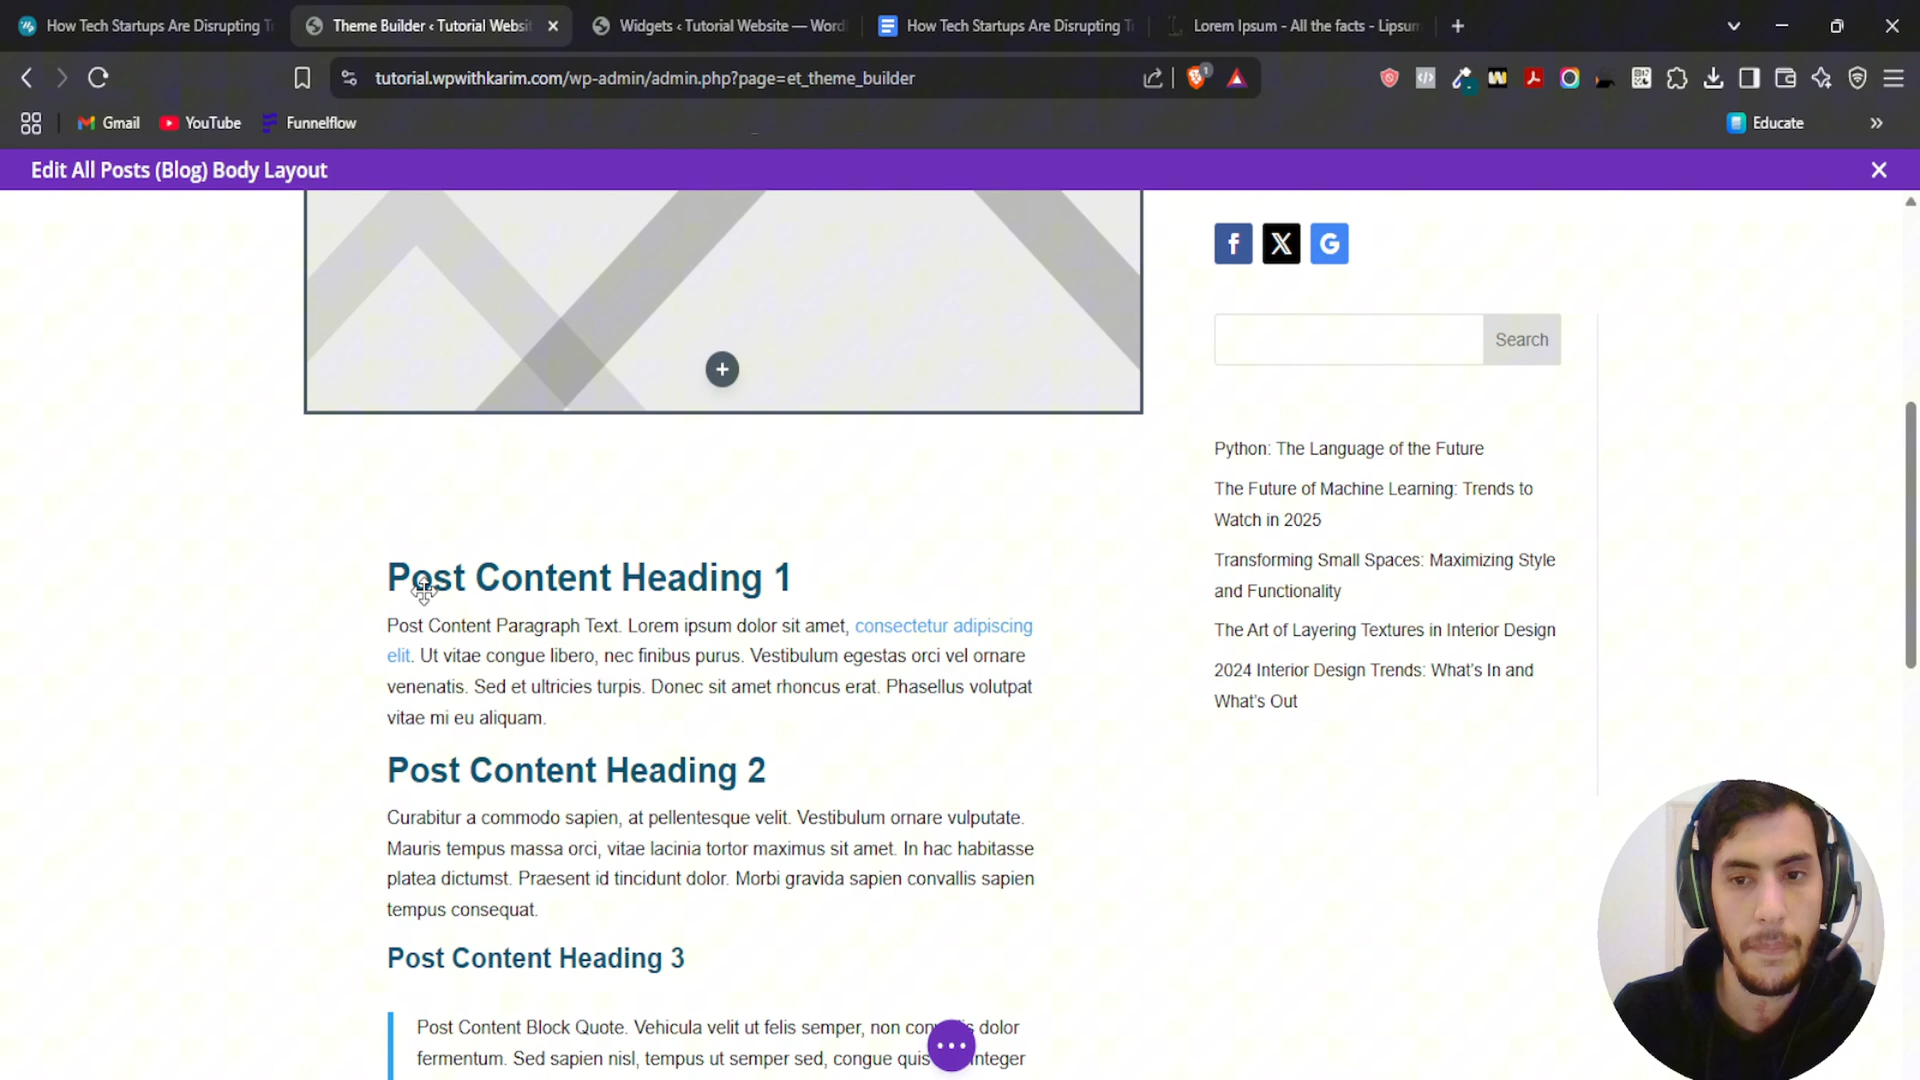 How Tech Startups Are Disrupting T
Theme Builder ‹ Tutorial Websi
Widgets ‹ Tutorial Website — Word
How Tech Startups Are Disrupting T
Lorem Ipsum - All the facts - Lipsum
tutorial.wpwithkarim.com/wp-admin/admin.php?page=et_theme_builder
1
Gmail
YouTube
Funnelflow
Educate
Edit All Posts (Blog) Body Layout
Search
Python: The Language of the Future
The Future of Machine Learning: Trends to
Watch in 2025
Transforming Small Spaces: Maximizing Style
and Functionality
The Art of Layering Textures in Interior Design
2024 Interior Design Trends: What's In and
What's Out
Post Content Heading 1
Post Content Paragraph Text. Lorem ipsum dolor sit amet, consectetur adipiscing
elit. Ut vitae congue libero, nec finibus purus. Vestibulum egestas orci vel ornare
venenatis. Sed et ultricies turpis. Donec sit amet rhoncus erat. Phasellus volutpat
vitae mi eu aliquam.
Post Content Heading 2
Curabitur a commodo sapien, at pellentesque velit. Vestibulum ornare vulputate.
Mauris tempus massa orci, vitae lacinia tortor maximus sit amet. In hac habitasse
platea dictumst. Praesent id tincidunt dolor. Morbi gravida sapien convallis sapien
tempus consequat.
Post Content Heading 3
Post Content Block Quote. Vehicula velit ut felis semper, non dolor
fermentum. Sed sapien nisl, tempus ut semper sed, congue quis Integer